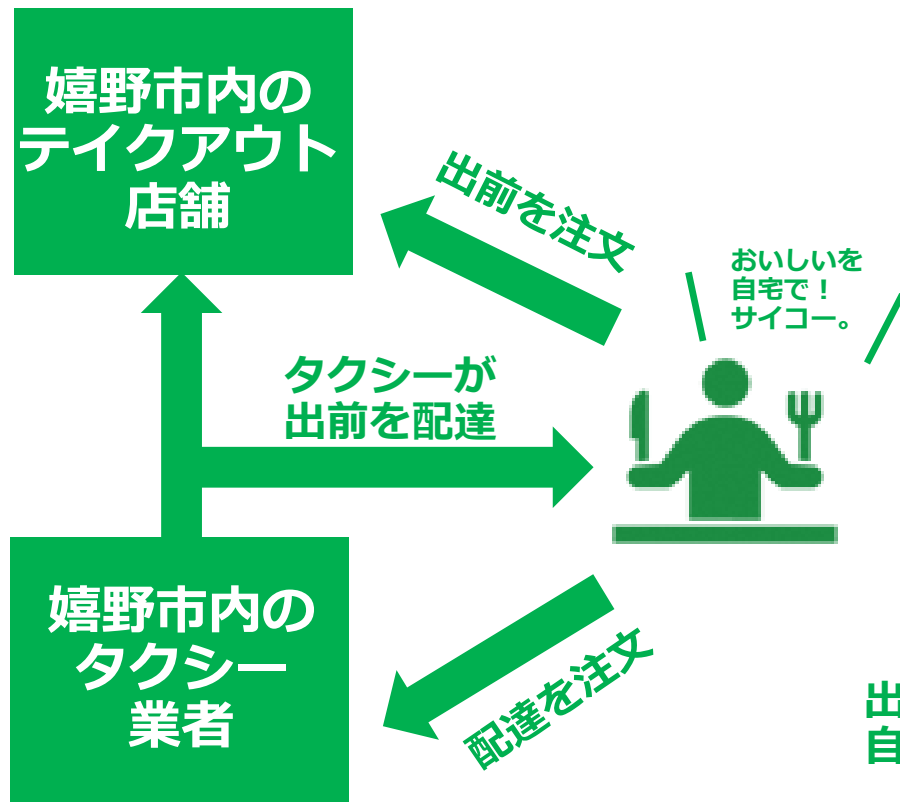 嬉野市内の
テイクアウト
店舗
出前を注文
おいしいを
自宅で！
サイコー。
タクシーが
出前を配達
嬉野市内の
タクシー
業者
配達を注文
出
自